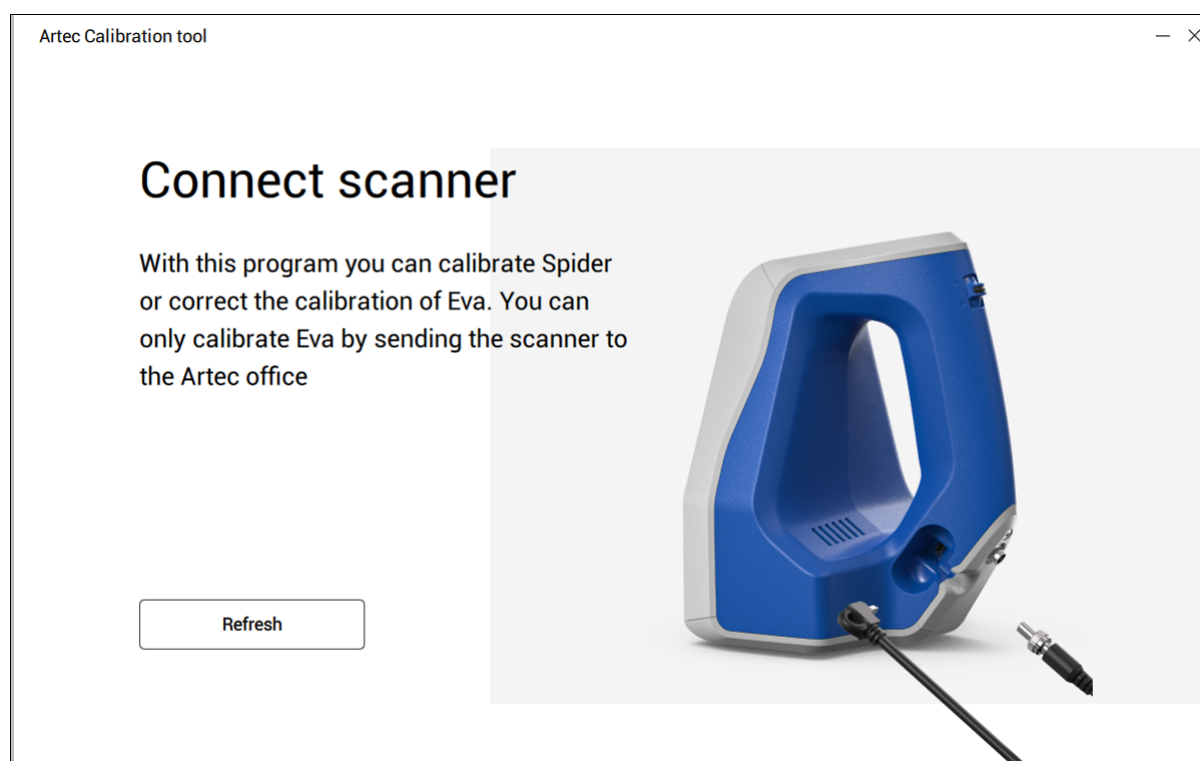 Artec Calibration tool
Connect scanner
With this program you can calibrate Spider
or correct the calibration of Eva. You can
only calibrate Eva by sending the scanner to
the Artec office
Refresh